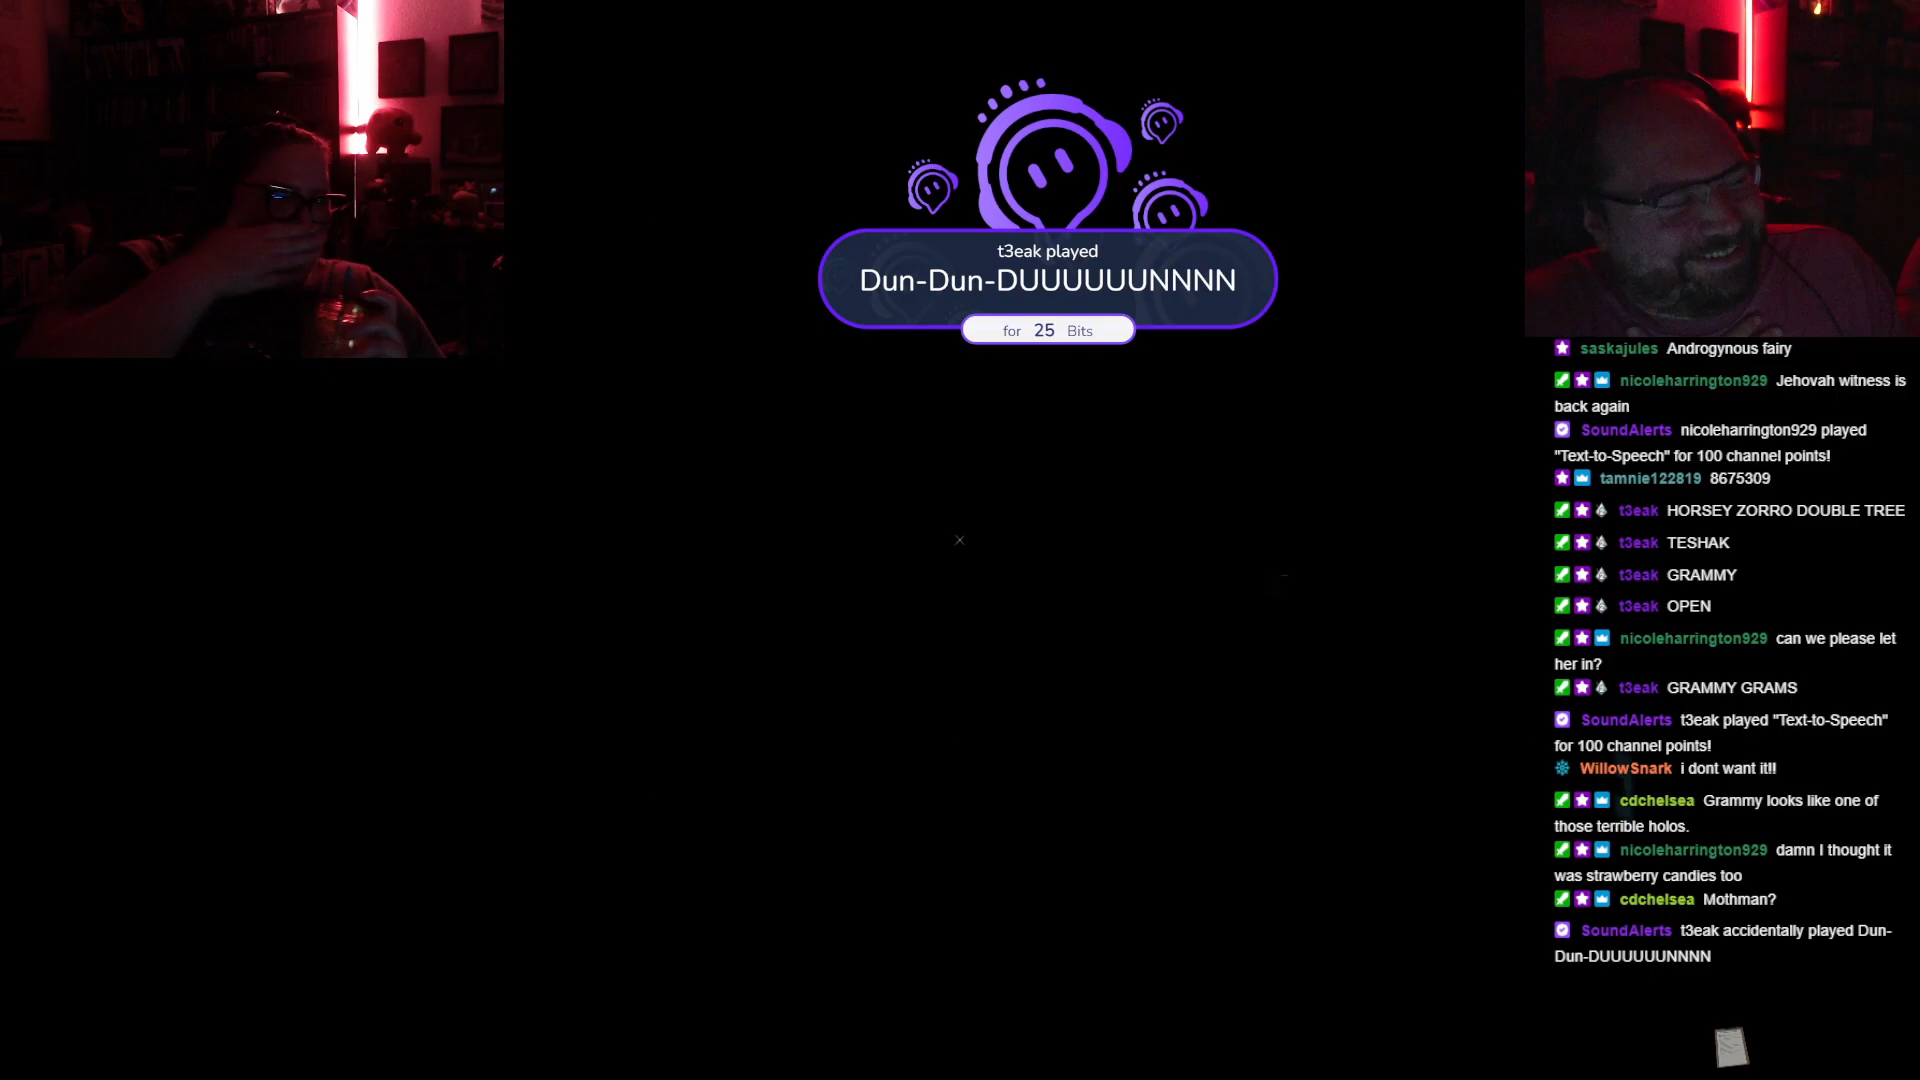 t3eak played
Dun-Dun-DUUUUUUNNNN
for 25 Bits
saskajules Androgynous fairy
nicoleharrington929 Jehovah witness is
back again
SoundAlerts nicoleharrington929 played
"Text-to-Speech" for 100 channel points!
tamnie122819 8675309
t3eak HORSEY ZORRO DOUBLE TREE
t3eak TESHAK
t3eak GRAMMY
t3eak OPEN
nicoleharrington929 can we please let
her in?
t3eak GRAMMY GRAMS
SoundAlerts t3eak played "Text-to-Speech"
for 100 channel points!
WillowSnark i dont want it!!
cdchelsea Grammy looks like one of
those terrible holos.
nicoleharrington929 damn I thought it
was strawberry candies too
cdchelsea Mothman?
SoundAlerts t3eak accidentally played Dun-
Dun-DUUUUUUNNNN